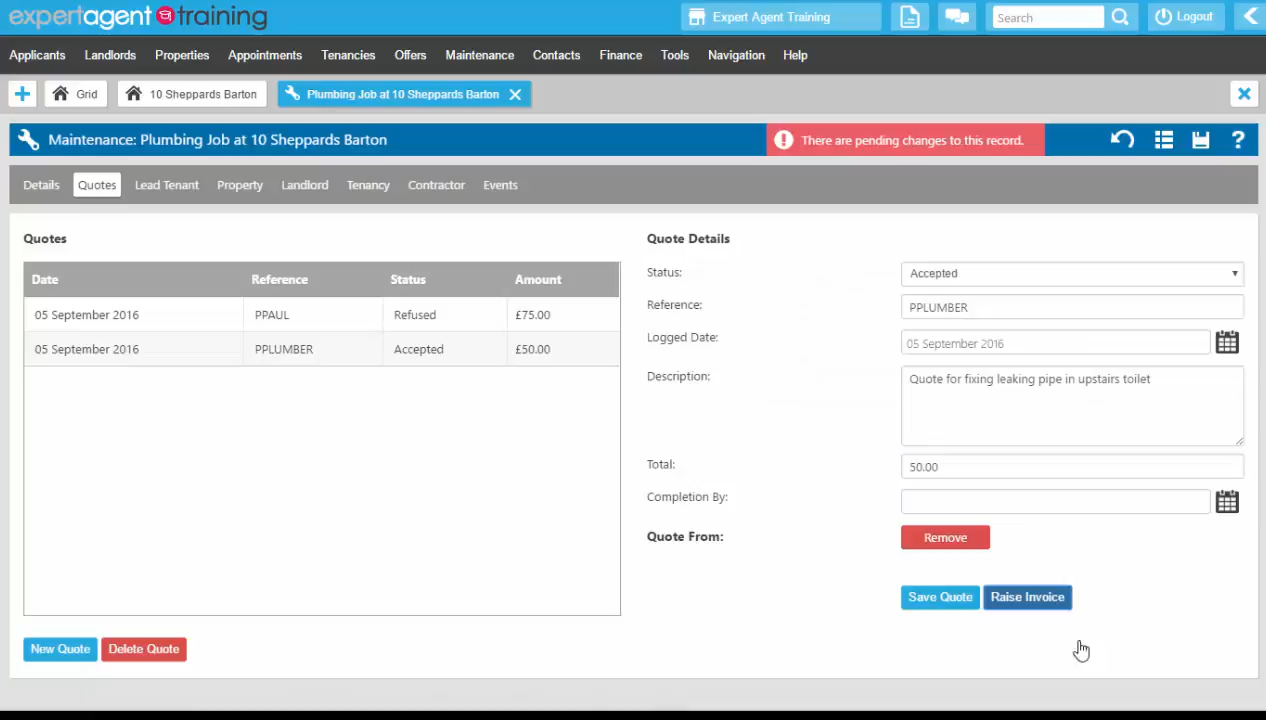 expertagent training
Expert Agent Training
Search
Logout
Applicants Landlords Properties Appointments Tenancies Offers Maintenance Contacts Finance Tools Navigation Help
Grid
10 Sheppards Barton
Plumbing Job at 10 Sheppards Barton
Maintenance: Plumbing Job at 10 Sheppards Barton
There are pending changes to this record.
?
Details Quotes Lead Tenant Property Landlord Tenancy Contractor Events
Quotes
Date Reference Status Amount
05 September 2016 PPAUL Refused £75.00
05 September 2016 PPLUMBER Accepted £50.00
New Quote Delete Quote
Quote Details
Status: Accepted
Reference: PPLUMBER
Logged Date: 05 September 2016
Description: Quote for fixing leaking pipe in upstairs toilet
Total: 50.00
Completion By:
Quote From: Remove
Save Quote Raise Invoice